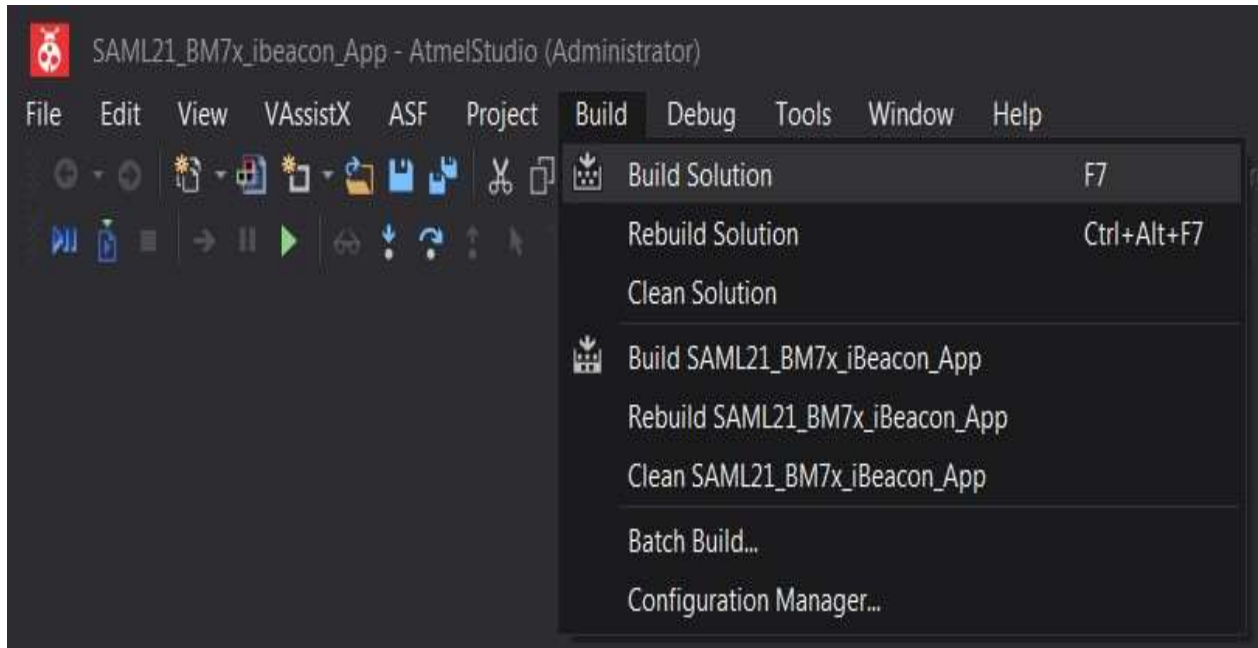 SAML21_BM7x_ibeacon_App - AtmelStudio (Administrator)
File Edit View VAssistX ASF Project Build Debug Tools Window Help
Build Solution F7
Rebuild Solution Ctrl+Alt+F7
Clean Solution
Build SAML21_BM7x_iBeacon_App
Rebuild SAML21_BM7x_iBeacon_App
Clean SAML21_BM7x_iBeacon_App
Batch Build...
Configuration Manager...